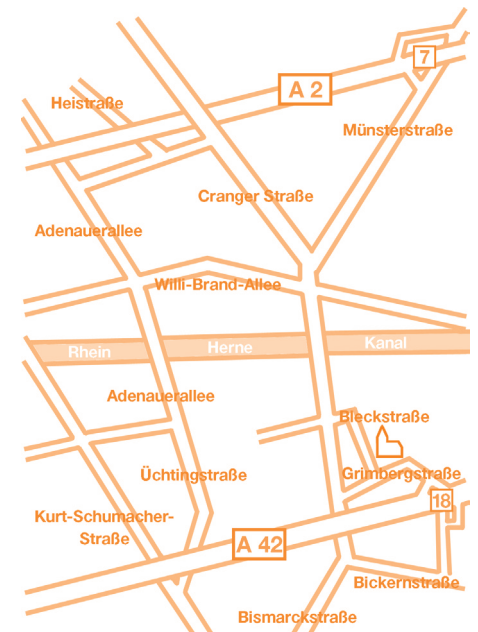 7
A 2
Heistraße
Münsterstraße
Cranger Straße
Adenauerallee
Willi-Brand-Allee
Rhein
Herne
Kanal
Adenauerallee
Bleckstraße
Üchtingstraße
Grimbergstraße
18
Kurt-Schumacher-
Straße
A 42
Bickernstraße
Bismarckstraße